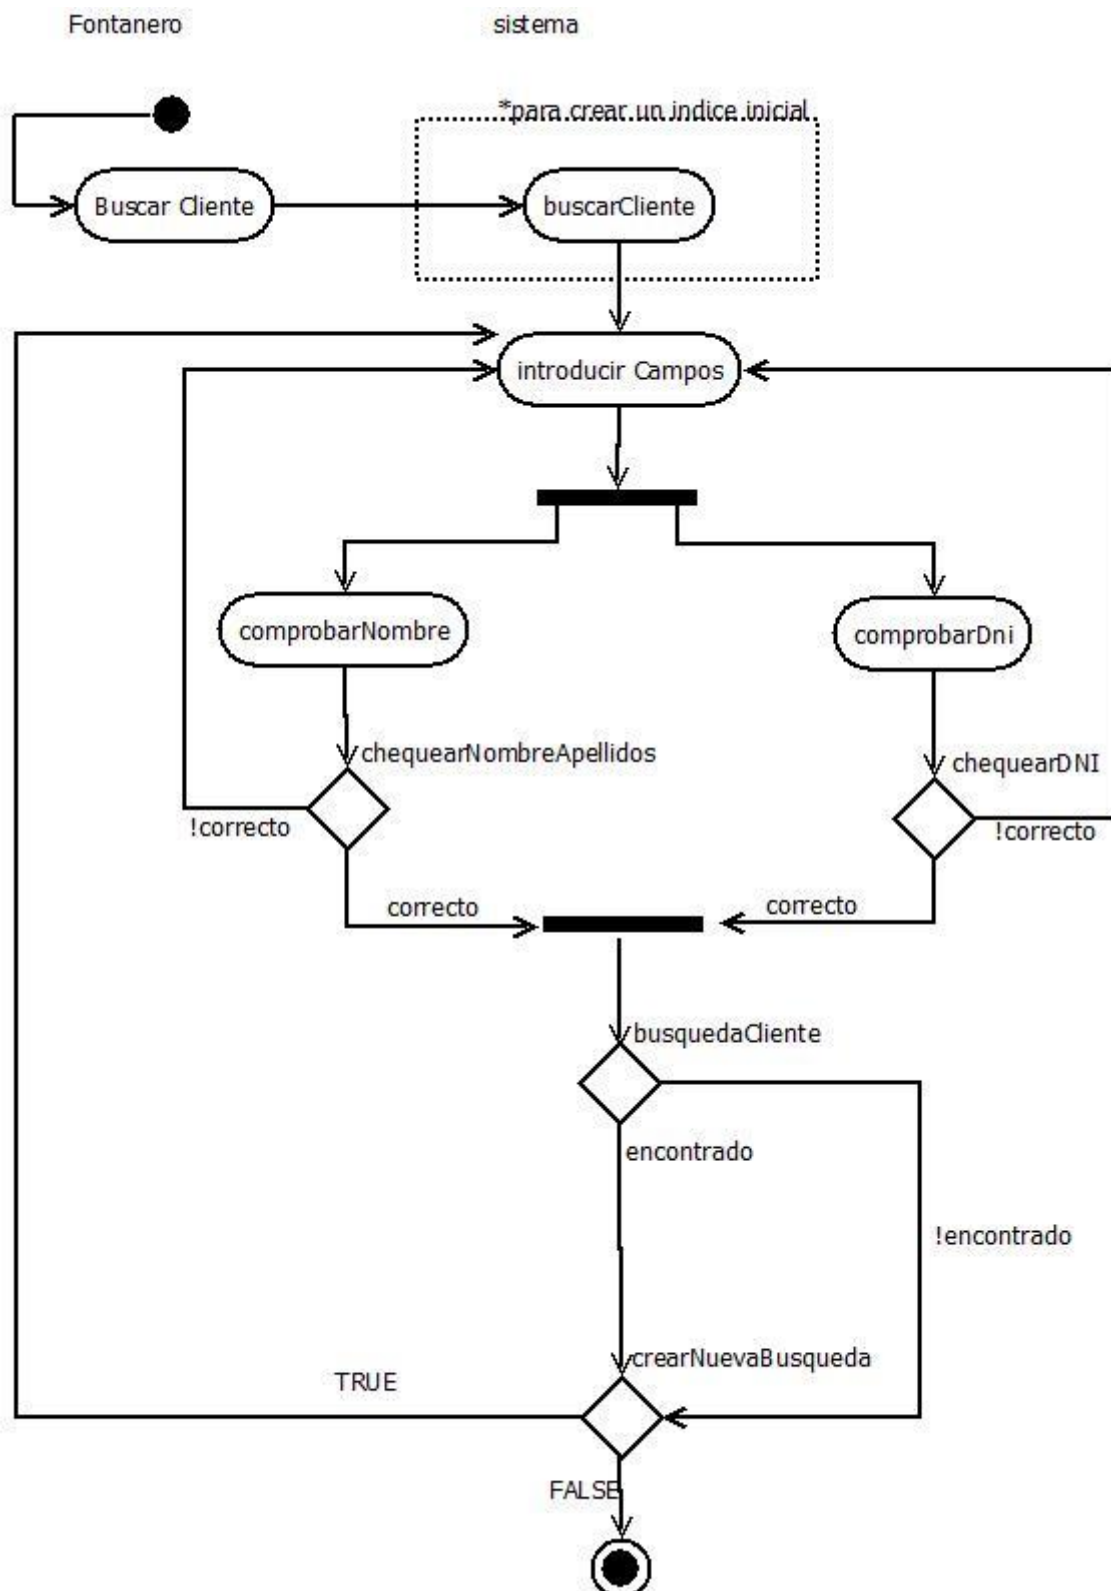 Fontanero
sistema
*para crear un indice inicial
Buscar Cliente
buscarCliente
introducir Campos
comprobarNombre
comprobarDni
chequearNombreApellidos
chequearDNI
!correcto
!correcto
correcto
correcto
busquedaCliente
encontrado
!encontrado
crearNuevaBusqueda
TRUE
FALSE